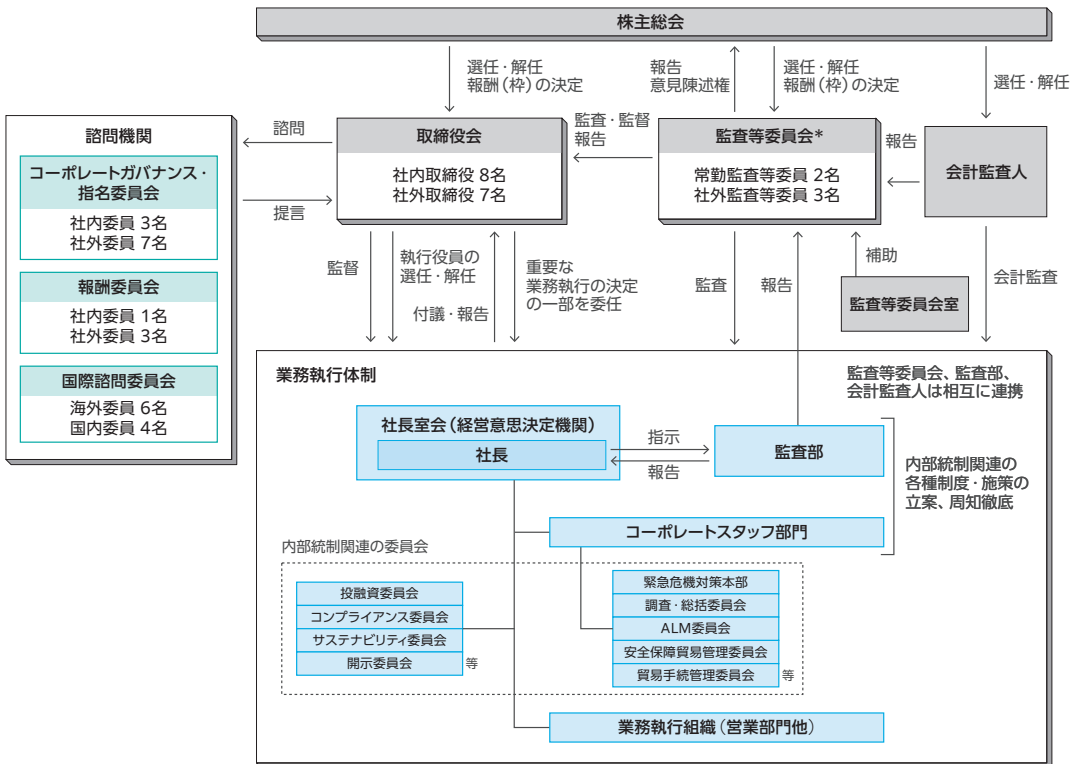 株主総会
選任・解任
報酬（枠）の決定
報告
意見陳述権
選任・解任
報酬（枠）の決定
選任・解任
諮問機関
コーポレートガバナンス・
指名委員会
社内委員 3名
社外委員 7名
報酬委員会
社内委員 1名
社外委員 3名
国際諮問委員会
海外委員 6名
国内委員 4名
諮問
提言
取締役会
社内取締役 8名
社外取締役 7名
監査・監督
報告
監査等委員会*
常勤監査等委員 2名
社外監査等委員 3名
報告
会計監査人
監督
執行役員の
選任・解任
付議・報告
重要な
業務執行の決定
の一部を委任
監査
報告
補助
監査等委員会室
会計監査
業務執行体制
監査等委員会、監査部、
会計監査人は相互に連携
社長室会（経営意思決定機関）
社長
指示
報告
監査部
内部統制関連の
各種制度・施策の
立案、周知徹底
コーポレートスタッフ部門
内部統制関連の委員会
投融資委員会
コンプライアンス委員会
サステナビリティ委員会
開示委員会
等
緊急危機対策本部
調査・総括委員会
ALM委員会
安全保障貿易管理委員会
貿易手続管理委員会
等
業務執行組織（営業部門他）